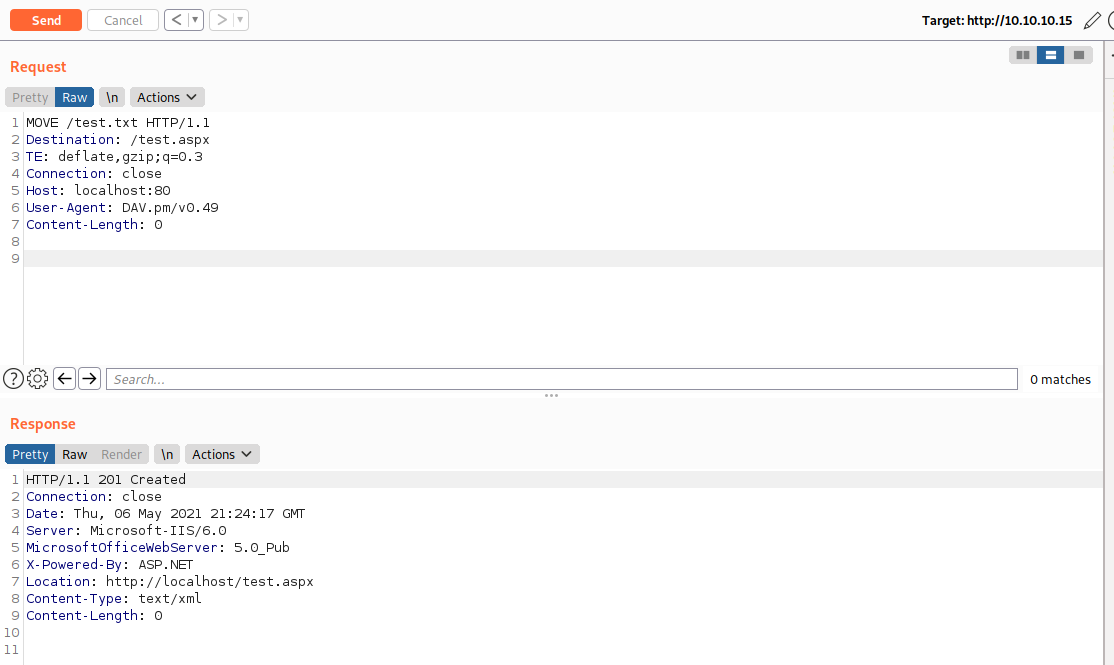 Send Cancel < ▾ > ▾ Target: http://10.10.10.15
Request
Pretty Raw \n Actions
1 MOVE /test.txt HTTP/1.1
2 Destination: /test.aspx
3 TE: deflate,gzip;q=0.3
4 Connection: close
5 Host: localhost:80
6 User-Agent: DAV.pm/v0.49
7 Content-Length: 0
8
9
? Search... 0 matches
Response
Pretty Raw Render \n Actions
1 HTTP/1.1 201 Created
2 Connection: close
3 Date: Thu, 06 May 2021 21:24:17 GMT
4 Server: Microsoft-IIS/6.0
5 MicrosoftOfficeWebServer: 5.0_Pub
6 X-Powered-By: ASP.NET
7 Location: http://localhost/test.aspx
8 Content-Type: text/xml
9 Content-Length: 0
10
11